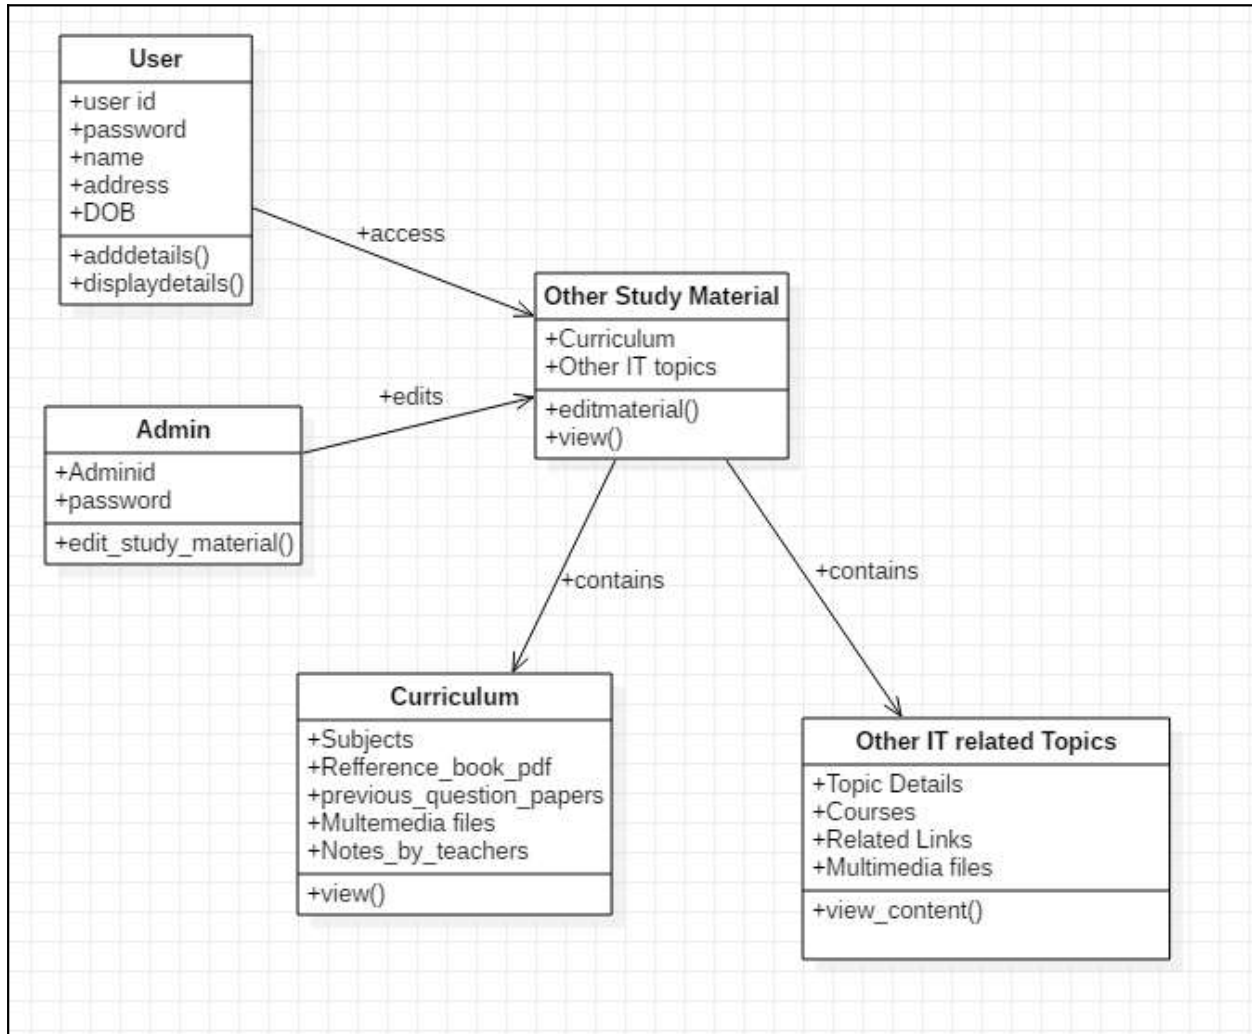 User
+user id
+password
+name
+address
+DOB
+adddetails()
+displaydetails()
+access
Other Study Material
+Curriculum
+Other IT topics
+editmaterial()
+view()
+edits
Admin
+Adminid
+password
+edit_study_material()
+contains
+contains
Curriculum
+Subjects
+Refference_book_pdf
+previous_question_papers
+Multemedia files
+Notes_by_teachers
+view()
Other IT related Topics
+Topic Details
+Courses
+Related Links
+Multimedia files
+view_content()